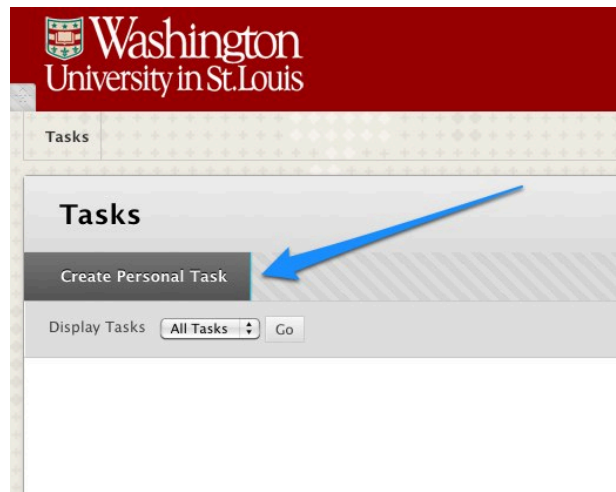 Washington
University in St.Louis
Tasks
Tasks
Create Personal Task
Display Tasks All Tasks Go